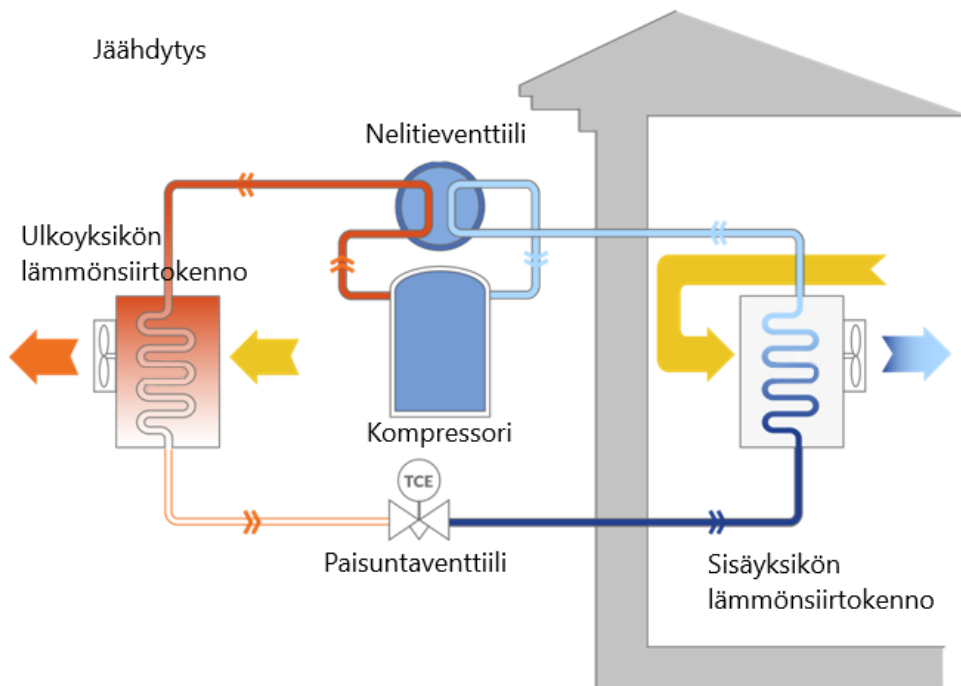 Jäähdytys
Nelitieventtiili
Ulkoyksikön
lämmönsiirtokenno
Kompressori
TCE
Paisuntaventtiili
Sisäyksikön
lämmönsiirtokenno